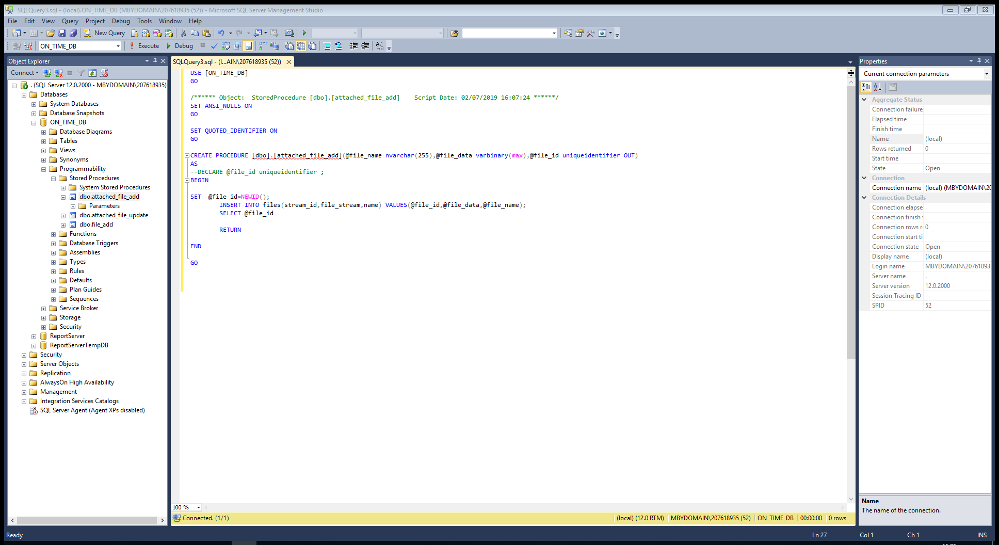 SQLQuery3.sql - (local).ON_TIME_DB (MBYDOMAIN\207618935 (52)) - Microsoft SQL Server Management Studio
File Edit View Query Project Debug Tools Window Help
New Query
ON_TIME_DB Execute Debug
Object Explorer
Connect
. (SQL Server 12.0.2000 - MBYDOMAIN\207618935)
Databases
System Databases
Database Snapshots
ON_TIME_DB
Database Diagrams
Tables
Views
Synonyms
Programmability
Stored Procedures
System Stored Procedures
dbo.attached_file_add
Parameters
dbo.attached_file_update
dbo.file_add
Functions
Database Triggers
Assemblies
Types
Rules
Defaults
Plan Guides
Sequences
Service Broker
Storage
Security
ReportServer
ReportServerTempDB
Security
Server Objects
Replication
AlwaysOn High Availability
Management
Integration Services Catalogs
SQL Server Agent (Agent XPs disabled)
SQLQuery3.sql - (l...AIN\207618935 (52))
USE [ON_TIME_DB]
GO
/****** Object:  StoredProcedure [dbo].[attached_file_add]    Script Date: 02/07/2019 16:07:24 ******/
SET ANSI_NULLS ON
GO
SET QUOTED_IDENTIFIER ON
GO
CREATE PROCEDURE [dbo].[attached_file_add](@file_name nvarchar(255),@file_data varbinary(max),@file_id uniqueidentifier OUT)
AS
--DECLARE @file_id uniqueidentifier ;
BEGIN
SET  @file_id=NEWID();
INSERT INTO files(stream_id,file_stream,name) VALUES(@file_id,@file_data,@file_name);
SELECT @file_id
RETURN
END
GO
100 %
Connected. (1/1) (local) (12.0 RTM) MBYDOMAIN\207618935 (52) ON_TIME_DB 00:00:00 0 rows
Properties
Current connection parameters
Aggregate Status
Connection failure
Elapsed time
Finish time
Name (local)
Rows returned 0
Start time
State Open
Connection
Connection name (local) (MBYDOMAIN\20
Connection Details
Connection elapse
Connection finish
Connection rows r 0
Connection start ti
Connection state Open
Display name (local)
Login name MBYDOMAIN\207618935
Server name .
Server version 12.0.2000
Session Tracing ID
SPID 52
Name
The name of the connection.
Ready Ln 27 Col 1 Ch 1 INS